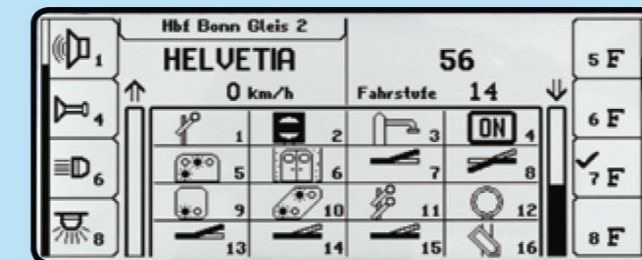 Hbf Bonn Gleis 2
HELVETIA 56
0 km/h Fahrstufe 14
1 5 F
4 6 F
6 7 F
8 8 F
1 2 3 ON 4
5 6 7 8
9 10 11 12
13 14 15 16